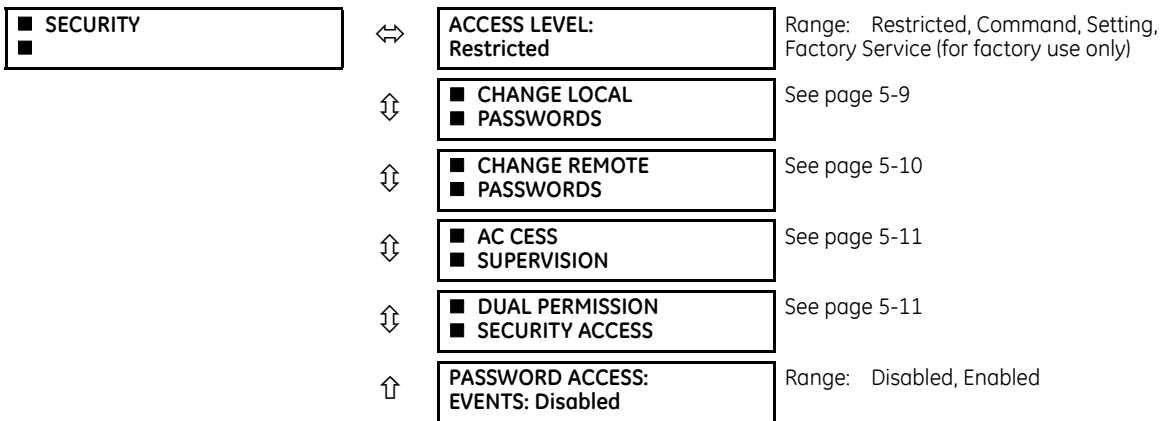 ■ SECURITY
■
⇔
ACCESS LEVEL:
Restricted
Range: Restricted, Command, Setting,
Factory Service (for factory use only)
⇕
■ CHANGE LOCAL
■ PASSWORDS
See page 5-9
⇕
■ CHANGE REMOTE
■ PASSWORDS
See page 5-10
⇕
■ AC CESS
■ SUPERVISION
See page 5-11
⇕
■ DUAL PERMISSION
■ SECURITY ACCESS
See page 5-11
⇧
PASSWORD ACCESS:
EVENTS: Disabled
Range: Disabled, Enabled